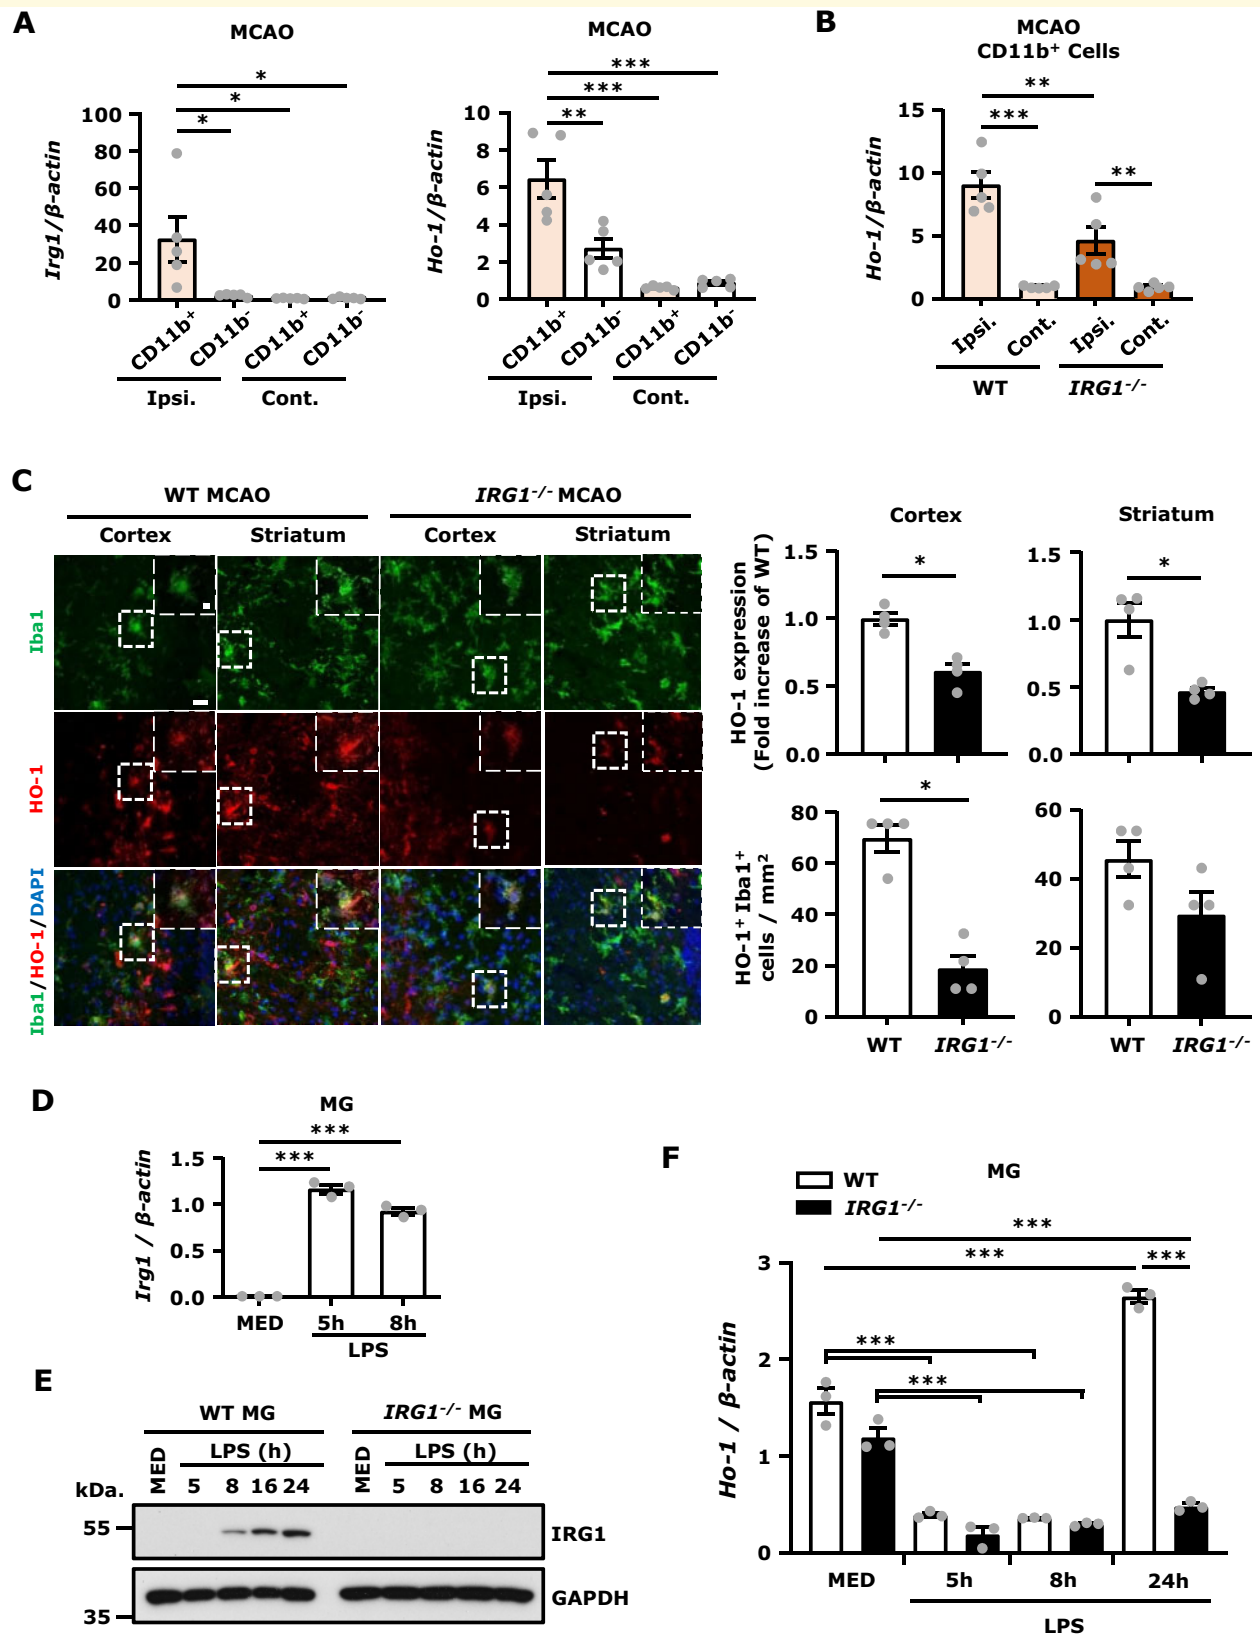 A
MCAO
*
*
*
Irg1/β-actin
100
80
60
40
20
0
CD11b+
CD11b-
CD11b+
CD11b-
Ipsi.
Cont.
MCAO
***
***
**
Ho-1/β-actin
10
8
6
4
2
0
CD11b+
CD11b-
CD11b+
CD11b-
Ipsi.
Cont.
B
MCAO
CD11b+ Cells
**
***
**
Ho-1/β-actin
15
10
5
0
Ipsi.
Cont.
Ipsi.
Cont.
WT
IRG1-/-
C
WT MCAO
IRG1-/- MCAO
Cortex
Striatum
Cortex
Striatum
Iba1
HO-1
Iba1/HO-1/DAPI
Cortex
Striatum
HO-1 expression
(Fold increase of WT)
1.5
1.0
0.5
0.0
*
1.5
1.0
0.5
0.0
*
HO-1+ Iba1+
cells / mm2
80
60
40
20
0
*
WT
IRG1-/-
60
40
20
0
WT
IRG1-/-
D
MG
***
***
Irg1 / β-actin
1.5
1.0
0.5
0.0
MED
5h
8h
LPS
E
WT MG
IRG1-/- MG
MED
LPS (h)
MED
LPS (h)
5 8 16 24
5 8 16 24
kDa.
55
IRG1
GAPDH
35
F
WT
IRG1-/-
MG
***
***
***
***
***
Ho-1 / β-actin
3
2
1
0
MED
5h
8h
24h
LPS